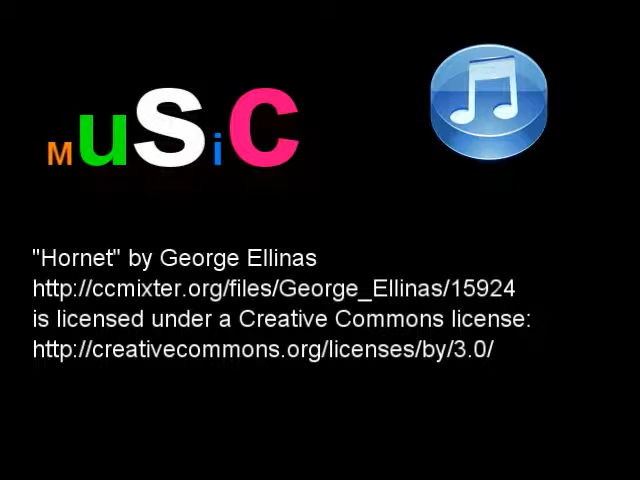 MuSiC
"Hornet" by George Ellinas
http://ccmixter.org/files/George_Ellinas/15924
is licensed under a Creative Commons license:
http://creativecommons.org/licenses/by/3.0/